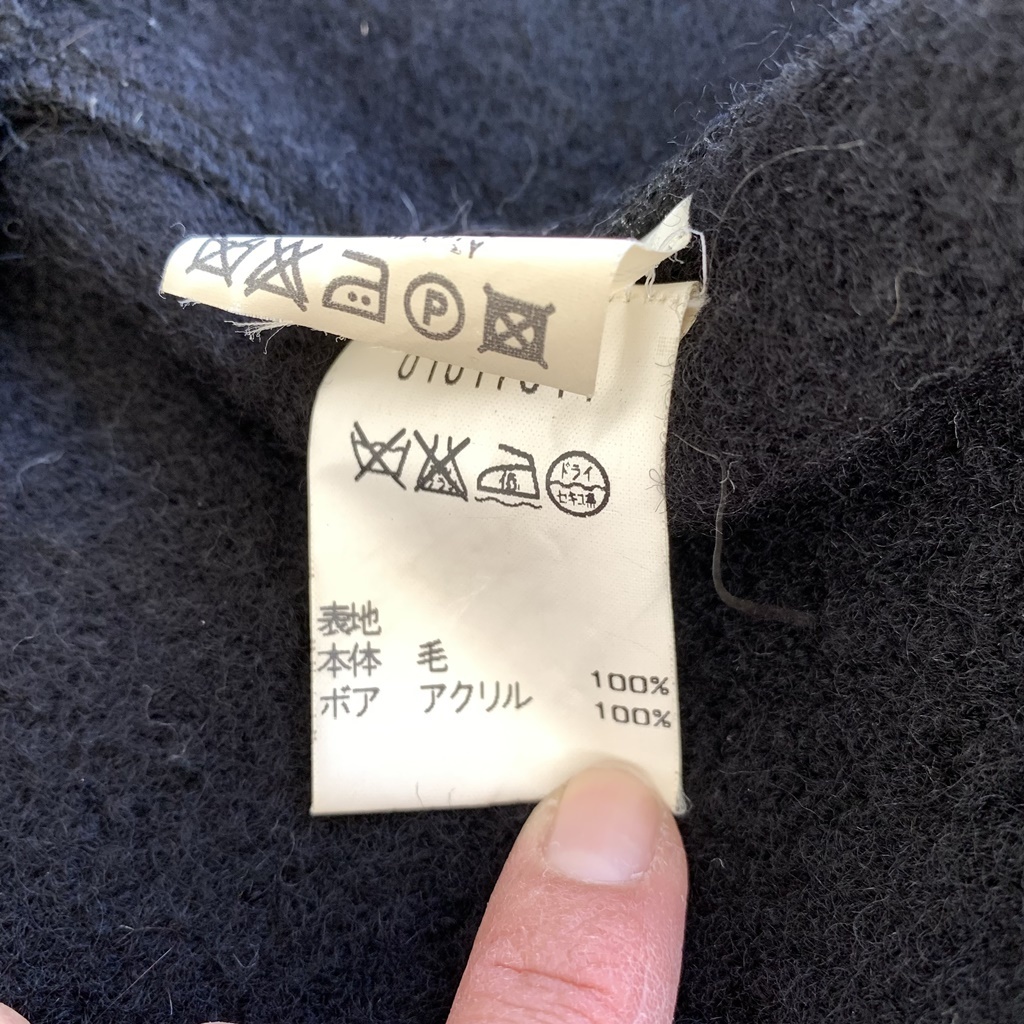 P
ドライ
セキユ系
表地
本体 毛 100%
ボア アクリル 100%